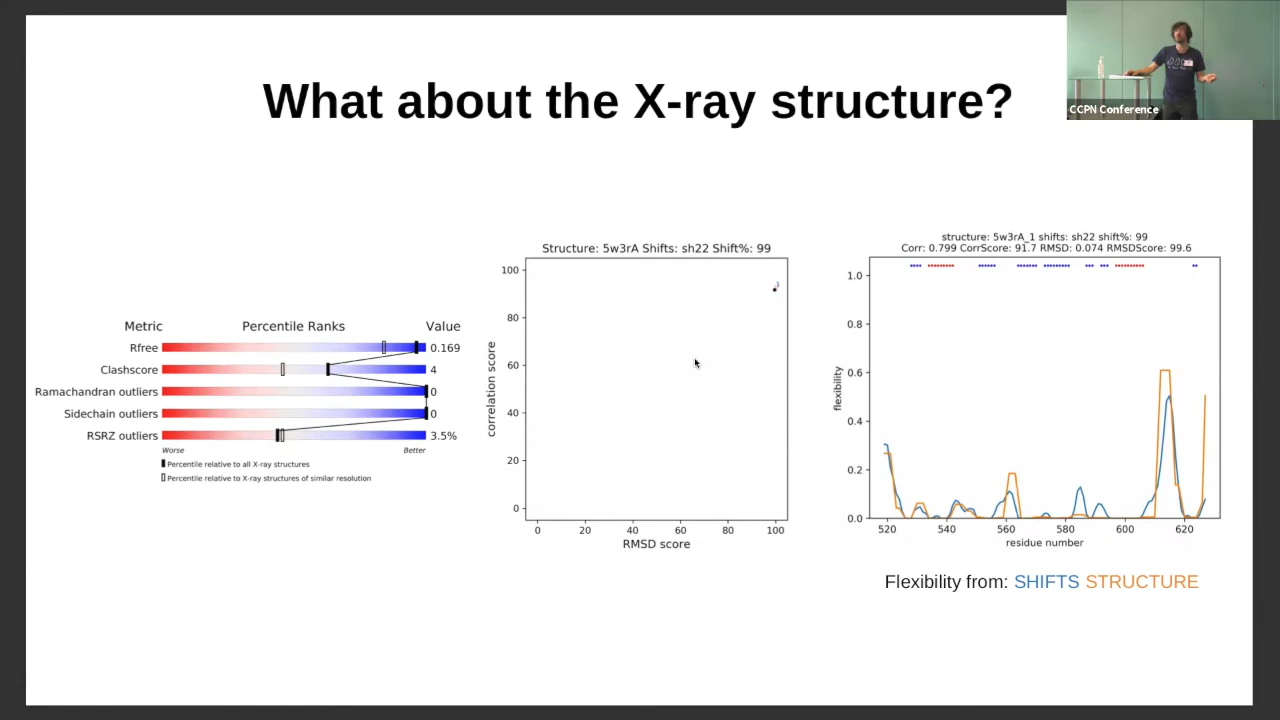 What about the X-ray structure?
CCPN Conference
Metric Percentile Ranks Value
Rfree 0.169
Clashscore 4
Ramachandran outliers 0
Sidechain outliers 0
RSRZ outliers 3.5%
Worse Better
Percentile relative to all X-ray structures
Percentile relative to X-ray structures of similar resolution
Structure: 5w3rA Shifts: sh22 Shift%: 99
correlation score
100
80
60
40
20
0
1
0 20 40 60 80 100
RMSD score
structure: 5w3rA_1 shifts: sh22 shift%: 99
Corr: 0.799 CorrScore: 91.7 RMSD: 0.074 RMSDScore: 99.6
flexibility
1.0
0.8
0.6
0.4
0.2
0.0
520 540 560 580 600 620
residue number
Flexibility from: SHIFTS STRUCTURE